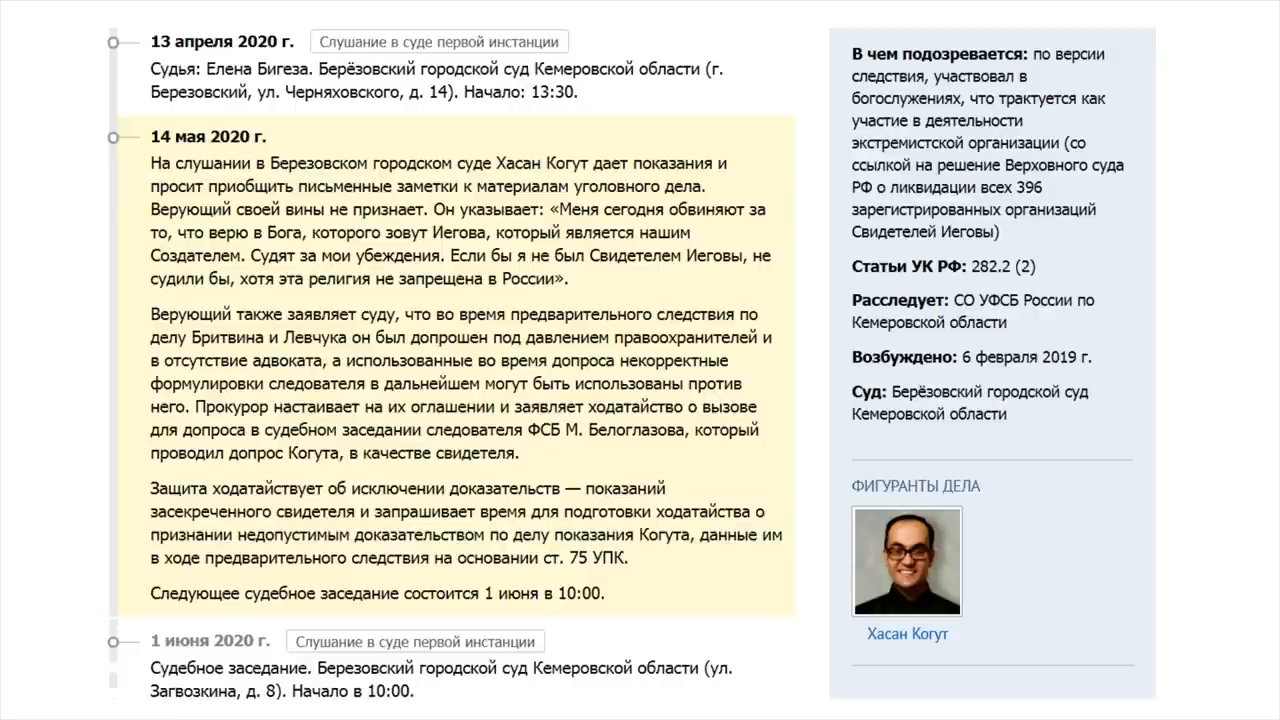 13 апреля 2020 г. Слушание в суде первой инстанции
Судья: Елена Бигеза. Берёзовский городской суд Кемеровской области (г.
Березовский, ул. Черняховского, д. 14). Начало: 13:30.
14 мая 2020 г.
На слушании в Березовском городском суде Хасан Когут дает показания и
просит приобщить письменные заметки к материалам уголовного дела.
Верующий своей вины не признает. Он указывает: «Меня сегодня обвиняют за
то, что верю в Бога, которого зовут Иегова, который является нашим
Создателем. Судят за мои убеждения. Если бы я не был Свидетелем Иеговы, не
судили бы, хотя эта религия не запрещена в России».
Верующий также заявляет суду, что во время предварительного следствия по
делу Бритвина и Левчука он был допрошен под давлением правоохранителей и
в отсутствие адвоката, а использованные во время допроса некорректные
формулировки следователя в дальнейшем могут быть использованы против
него. Прокурор настаивает на их оглашении и заявляет ходатайство о вызове
для допроса в судебном заседании следователя ФСБ М. Белоглазова, который
проводил допрос Когута, в качестве свидетеля.
Защита ходатайствует об исключении доказательств — показаний
засекреченного свидетеля и запрашивает время для подготовки ходатайства о
признании недопустимым доказательством по делу показания Когута, данные им
в ходе предварительного следствия на основании ст. 75 УПК.
Следующее судебное заседание состоится 1 июня в 10:00.
1 июня 2020 г. Слушание в суде первой инстанции
Судебное заседание. Березовский городской суд Кемеровской области (ул.
Загвозкина, д. 8). Начало в 10:00.
В чем подозревается: по версии
следствия, участвовал в
богослужениях, что трактуется как
участие в деятельности
экстремистской организации (со
ссылкой на решение Верховного суда
РФ о ликвидации всех 396
зарегистрированных организаций
Свидетелей Иеговы)
Статьи УК РФ: 282.2 (2)
Расследует: СО УФСБ России по
Кемеровской области
Возбуждено: 6 февраля 2019 г.
Суд: Берёзовский городской суд
Кемеровской области
ФИГУРАНТЫ ДЕЛА
Хасан Когут